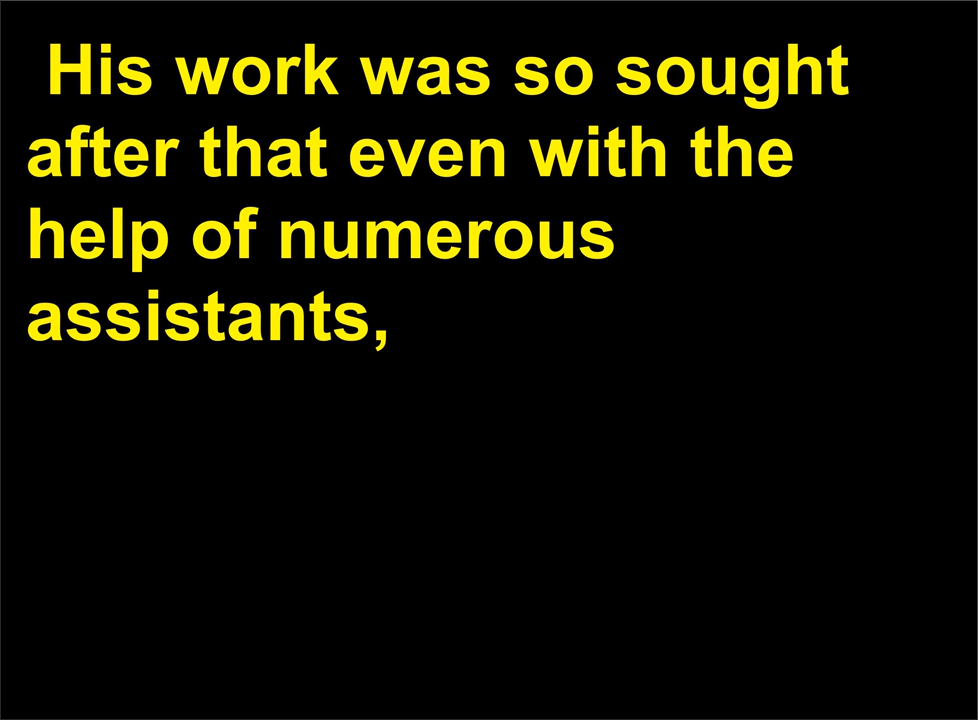 His work was so sought
after that even with the
help of numerous
assistants,